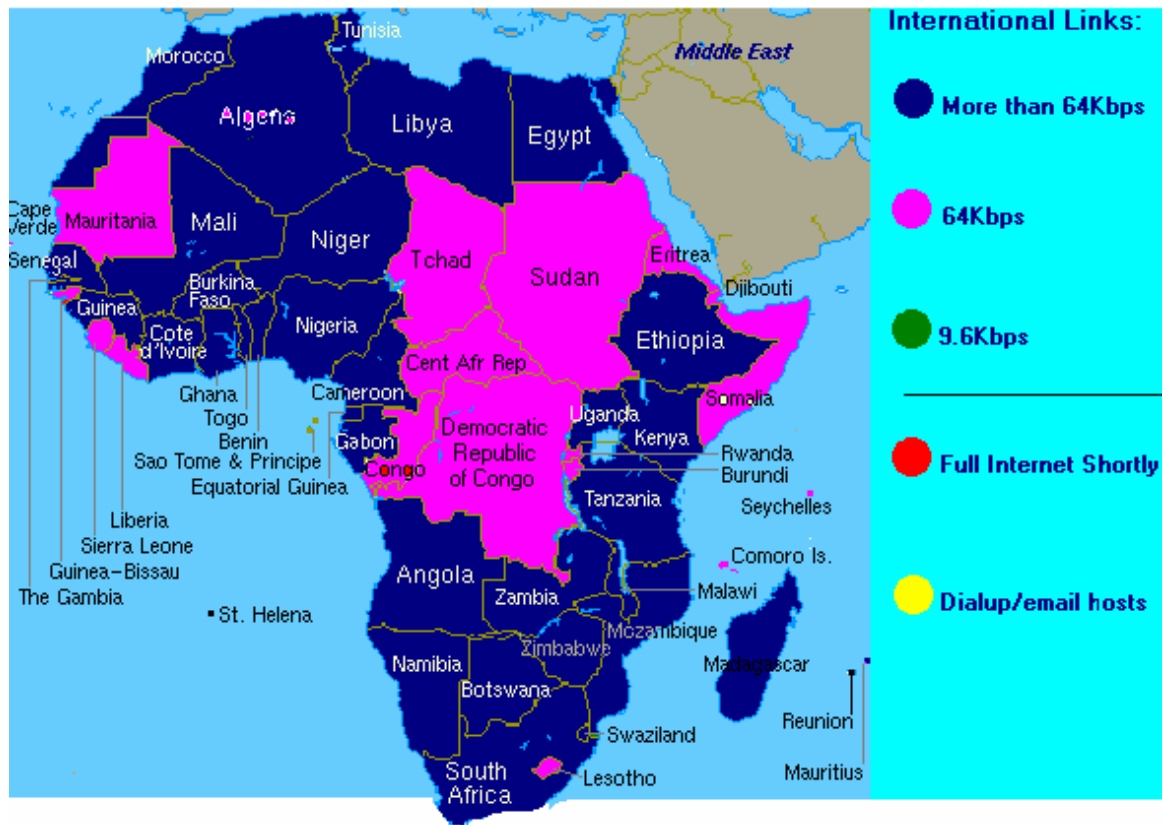 International Links:
More than 64Kbps
64Kbps
9.6Kbps
Full Internet Shortly
Dialup/email hosts
Middle East
Tunisia
Morocco
Algeria
Libya
Egypt
Cape
Verde
Mauritania
Mali
Niger
Tchad
Sudan
Eritrea
Djibouti
Senegal
Guinea
Burkina
Faso
Cote
d'Ivoire
Nigeria
Ethiopia
Cent Afr Rep
Somalia
Ghana
Togo
Benin
Sao Tome & Principe
Equatorial Guinea
Cameroon
Gabon
Congo
Democratic
Republic
of Congo
Uganda
Kenya
Rwanda
Burundi
Tanzania
Seychelles
Liberia
Sierra Leone
Guinea-Bissau
The Gambia
Comoro Is.
St. Helena
Angola
Zambia
Malawi
Mozambique
Zimbabwe
Namibia
Botswana
Madagascar
Reunion
Mauritius
Swaziland
Lesotho
South
Africa